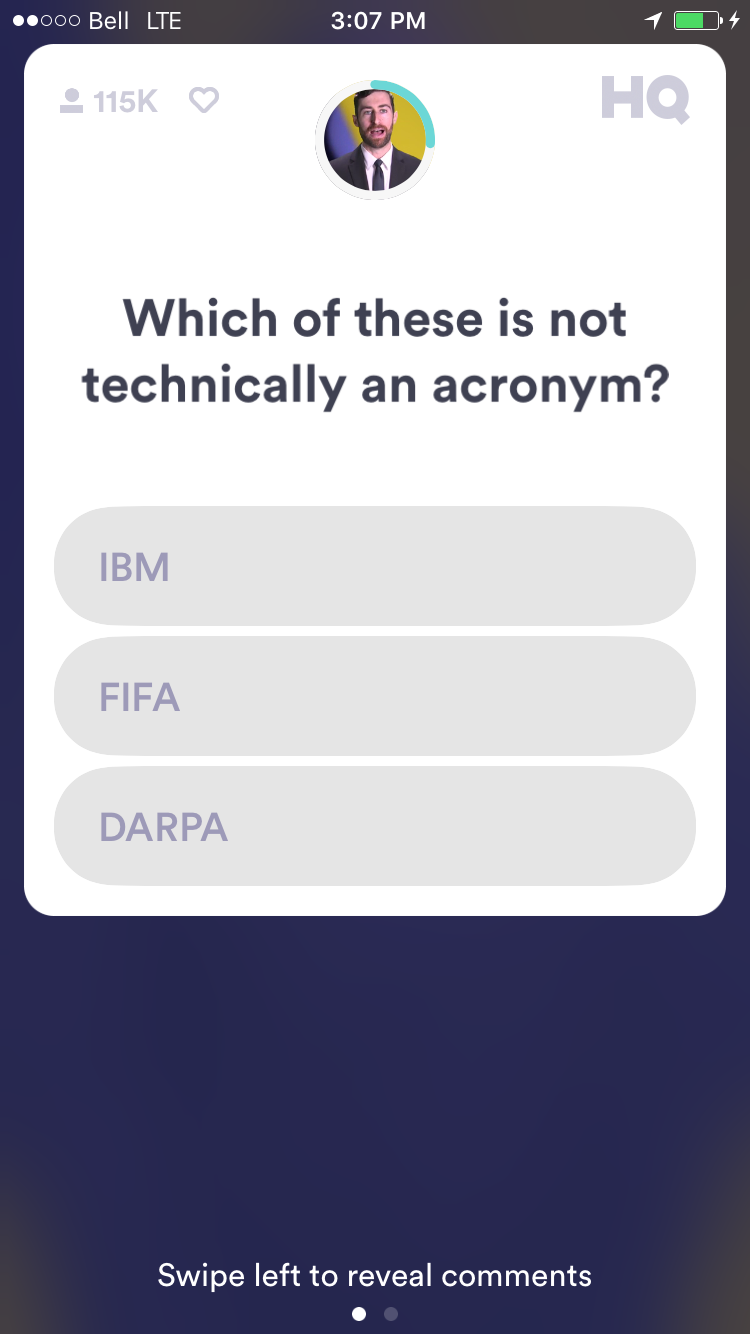 Bell LTE 3:07 PM
115K HQ
Which of these is not
technically an acronym?
IBM
FIFA
DARPA
Swipe left to reveal comments